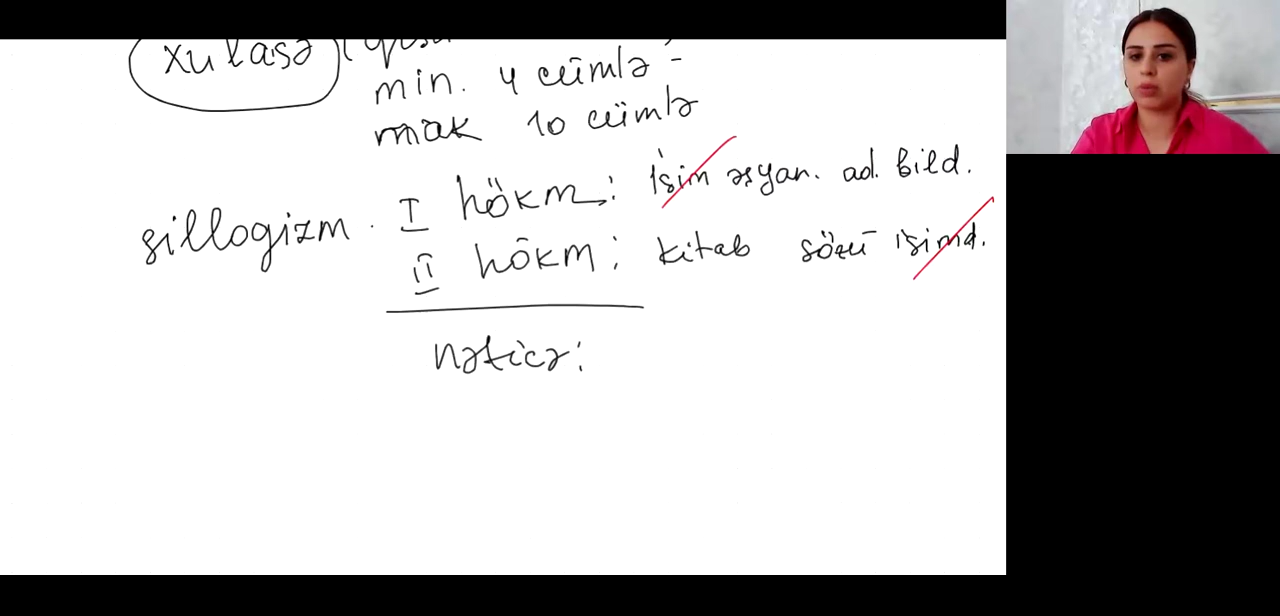 xulasə
min. 4 cümlə -
mak 10 cümlə
sillogizm. I hökm: İsim əşyan. ad. bild.
II hökm: kitab sözü isimd.
nəticə: